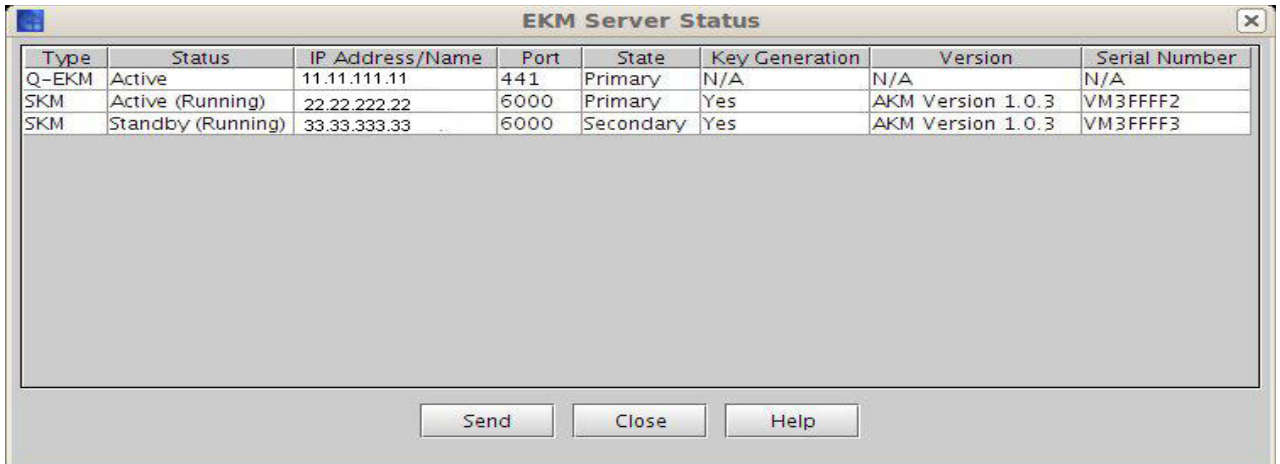 EKM Server Status
Type Status IP Address/Name Port State Key Generation Version Serial Number
Q-EKM Active 11.11.111.11 441 Primary N/A N/A N/A
SKM Active (Running) 22.22.222.22 6000 Primary Yes AKM Version 1.0.3 VM3FFFF2
SKM Standby (Running) 33.33.333.33 6000 Secondary Yes AKM Version 1.0.3 VM3FFFF3
Send Close Help